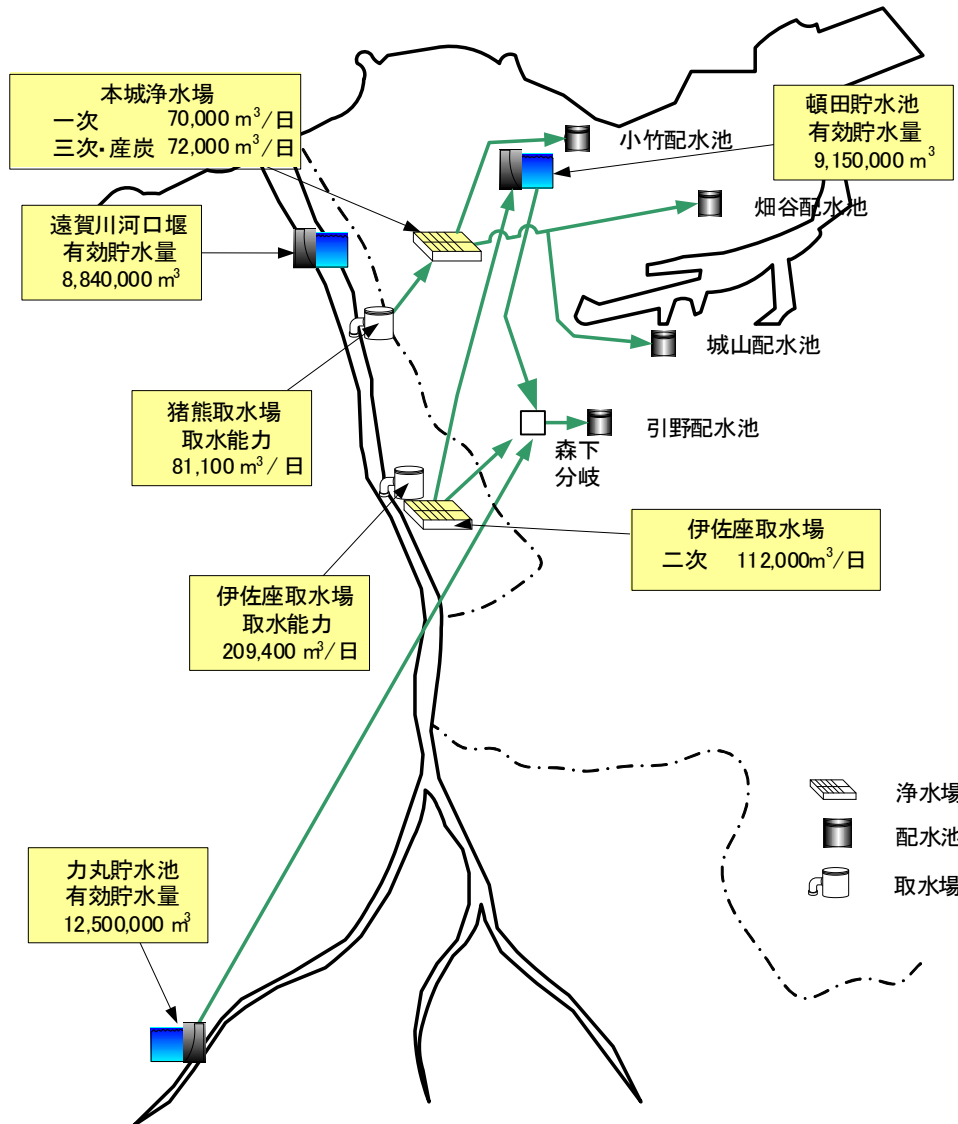 本城浄水場
一次 70,000 m³/日
三次・産炭 72,000 m³/日
頓田貯水池
有効貯水量
9,150,000 m³
小竹配水池
畑谷配水池
遠賀川河口堰
有効貯水量
8,840,000 m³
城山配水池
猪熊取水場
取水能力
81,100 m³/日
引野配水池
森下
分岐
伊佐座取水場
二次 112,000m³/日
伊佐座取水場
取水能力
209,400 m³/日
浄水場
配水池
取水場
力丸貯水池
有効貯水量
12,500,000 m³